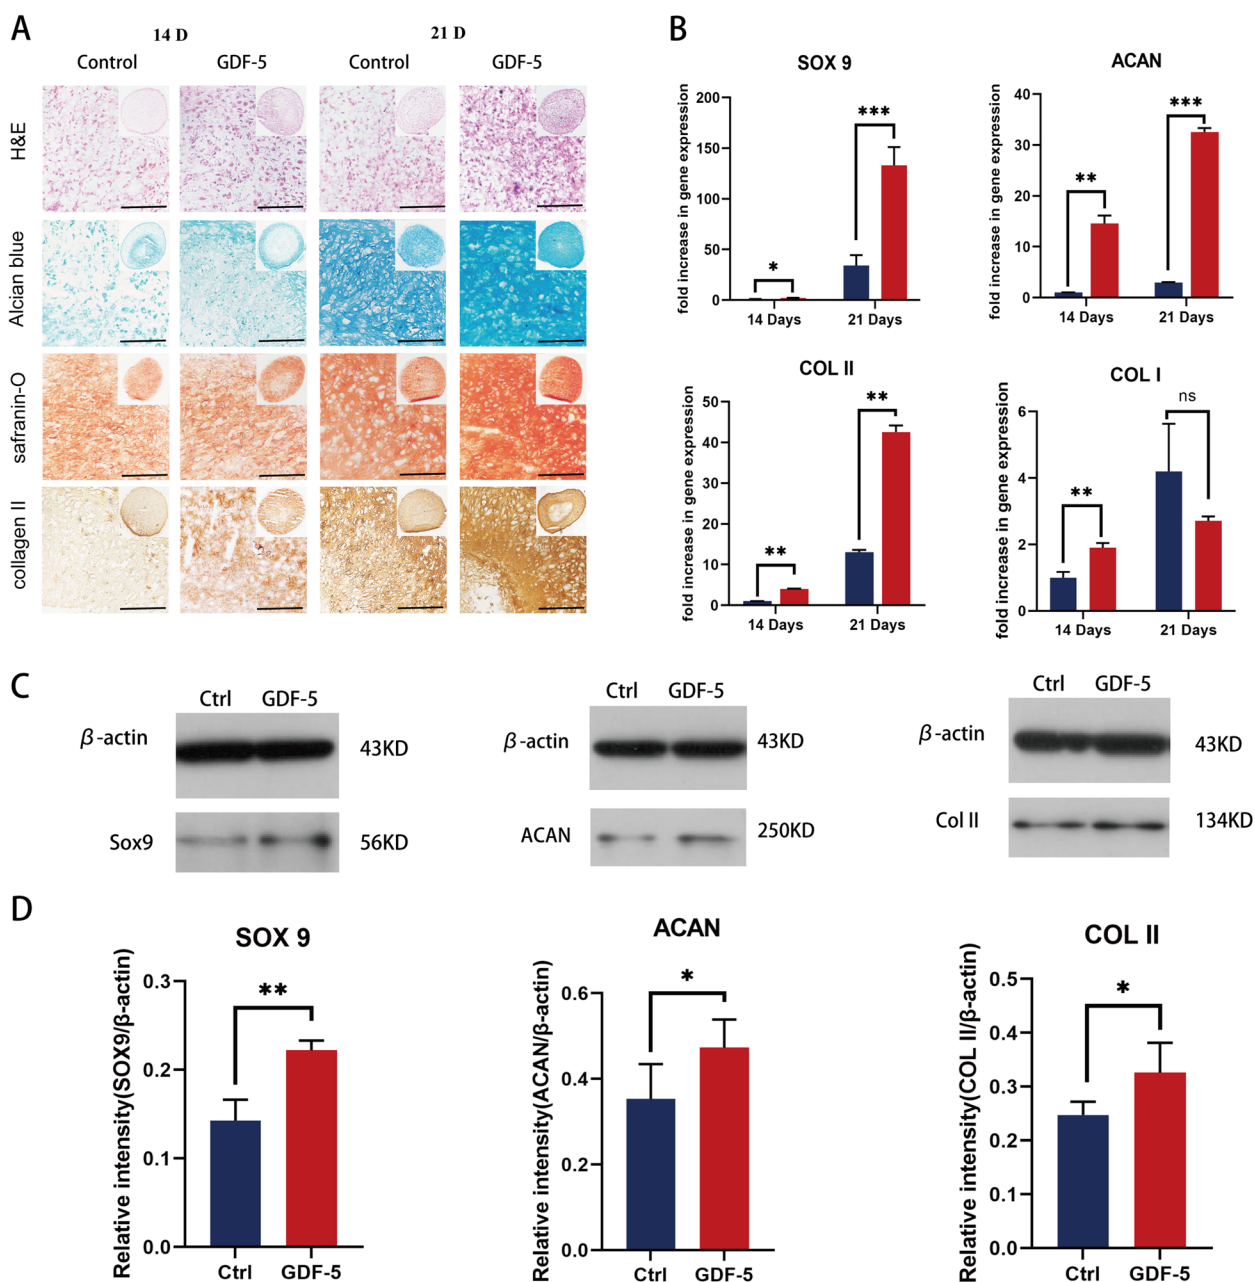 A
14 D
21 D
Control
GDF-5
Control
GDF-5
H&E
Alcian blue
safranin-O
collagen II
B
SOX 9
fold increase in gene expression
200
150
100
50
0
*
***
14 Days
21 Days
ACAN
fold increase in gene expression
40
30
20
10
0
**
***
14 Days
21 Days
COL II
fold increase in gene expression
50
40
30
20
10
0
**
**
14 Days
21 Days
COL I
fold increase in gene expression
6
4
2
0
**
ns
14 Days
21 Days
C
Ctrl
GDF-5
β-actin
43KD
Sox9
56KD
Ctrl
GDF-5
β-actin
43KD
ACAN
250KD
Ctrl
GDF-5
β-actin
43KD
Col II
134KD
D
SOX 9
Relative intensity(SOX9/β-actin)
0.3
0.2
0.1
0.0
**
Ctrl
GDF-5
ACAN
Relative intensity(ACAN/β-actin)
0.6
0.4
0.2
0.0
*
Ctrl
GDF-5
COL II
Relative intensity(COL II/β-actin)
0.5
0.4
0.3
0.2
0.1
0.0
*
Ctrl
GDF-5